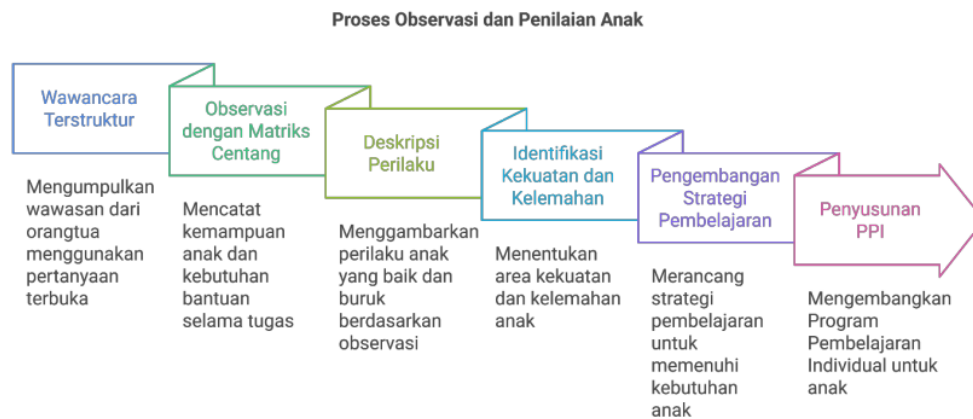 Proses Observasi dan Penilaian Anak
Wawancara
Terstruktur
Mengumpulkan
wawasan dari
orangtua
menggunakan
pertanyaan
terbuka
Observasi
dengan Matriks
Centang
Mencatat
kemampuan
anak dan
kebutuhan
bantuan
selama tugas
Deskripsi
Perilaku
Menggambarkan
perilaku anak
yang baik dan
buruk
berdasarkan
observasi
Identifikasi
Kekuatan dan
Kelemahan
Menentukan
area kekuatan
dan kelemahan
anak
Pengembangan
Strategi
Pembelajaran
Merancang
strategi
pembelajaran
untuk
memenuhi
kebutuhan
anak
Penyusunan
PPI
Mengembangkan
Program
Pembelajaran
Individual untuk
anak